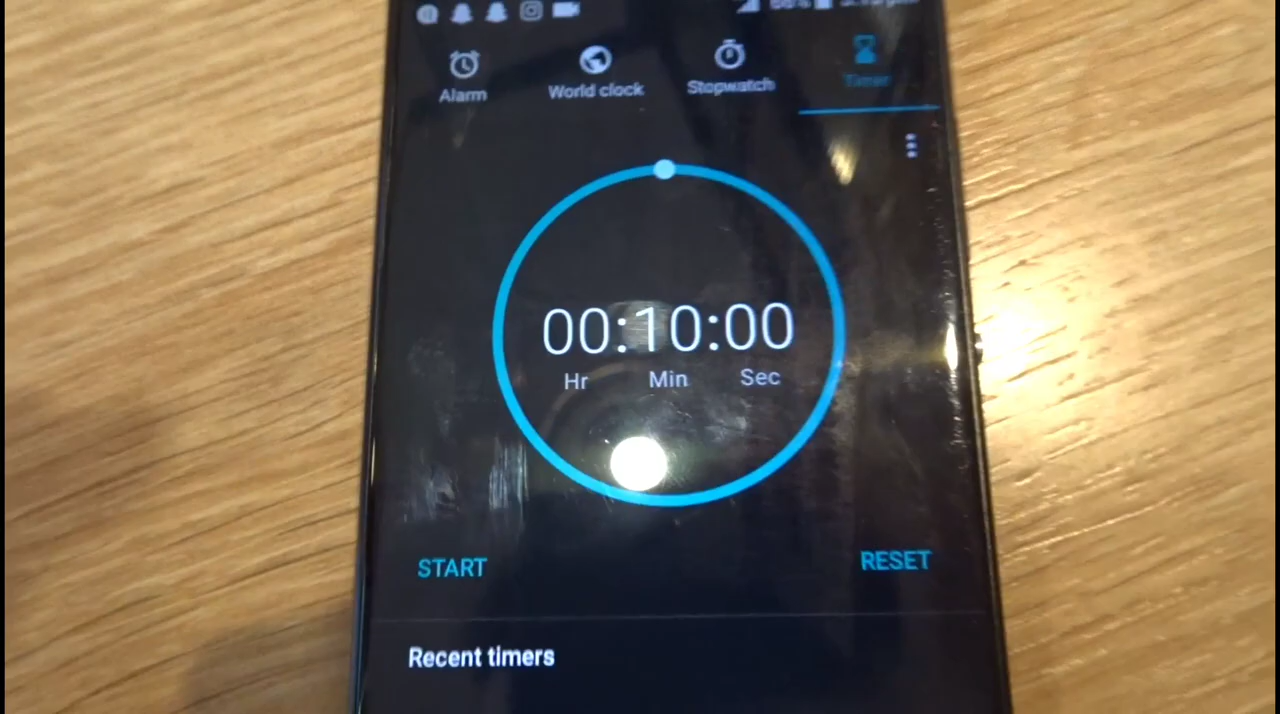 Alarm
World clock
Stopwatch
Timer
00:10:00
Hr Min Sec
START
RESET
Recent timers